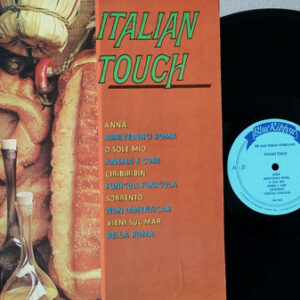 ITALIAN
TOUCH
ANNA
ARRIVEDERCI ROMA
O SOLE MIO
ANEMA E CORE
CIRIBIRIBIN
FUNICULI FUNICULA
SORRENTO
NON DIMENTICAR
VIENI SUL MAR
BELLA ROMA
Blue Ribbon
ITALIAN TOUCH